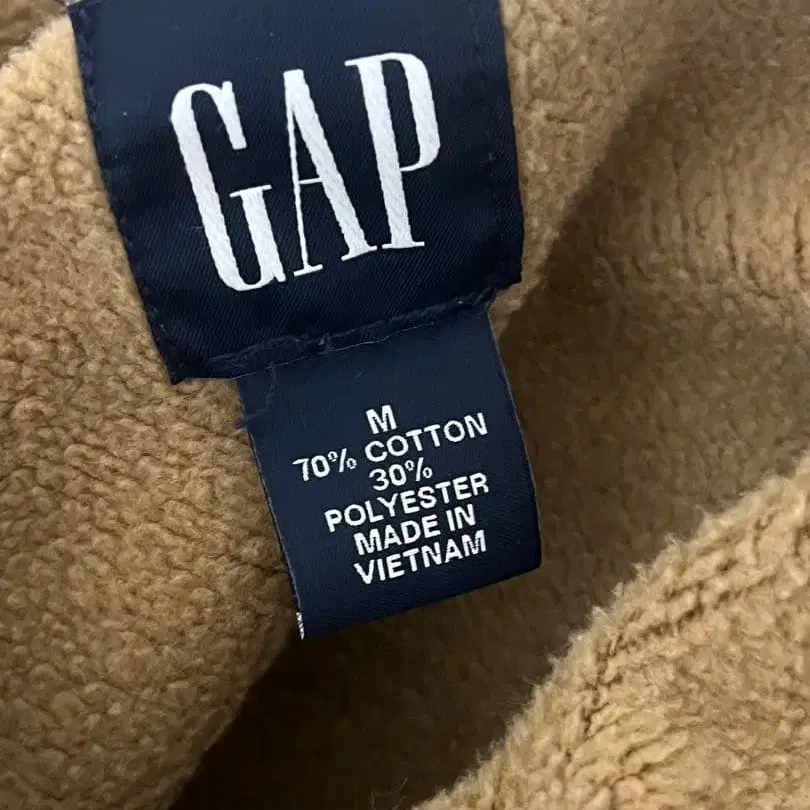 GAP
M
70% COTTON
30%
POLYESTER
MADE IN
VIETNAM